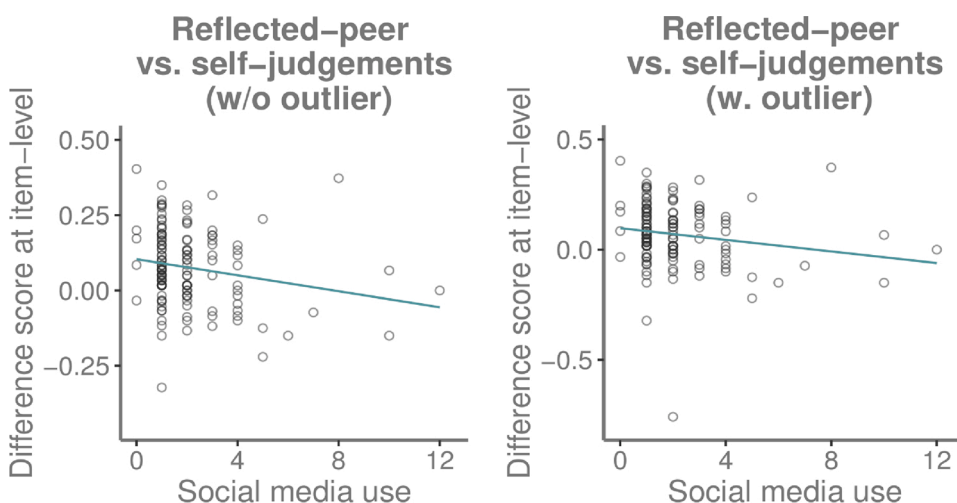 Reflected–peer
vs. self–judgements
(w/o outlier)
Difference score at item–level
0.50
0.25
0.00
−0.25
0
4
8
12
Social media use
Reflected–peer
vs. self–judgements
(w. outlier)
Difference score at item–level
0.5
0.0
−0.5
0
4
8
12
Social media use